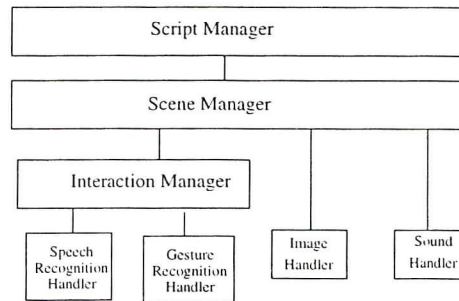 Script Manager
Scene Manager
Interaction Manager
Speech
Recognition
Handler
Gesture
Recognition
Handler
Image
Handler
Sound
Handler